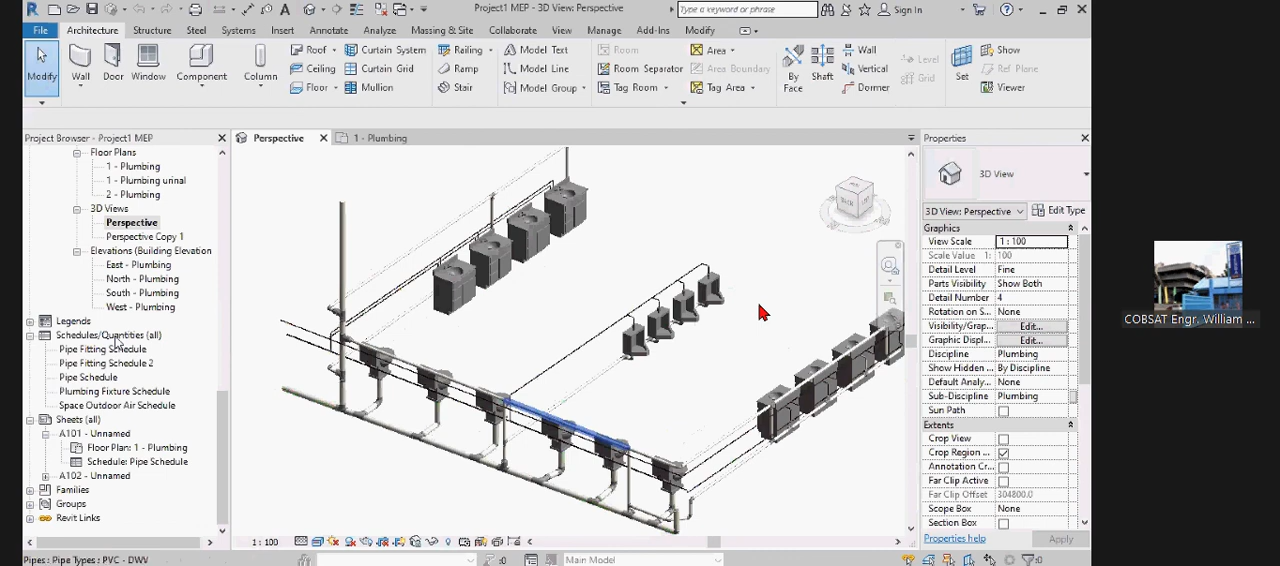 Project1 MEP - 3D View: Perspective
Type a keyword or phrase
Sign In
File Architecture Structure Steel Systems Insert Annotate Analyze Massing & Site Collaborate View Manage Add-Ins Modify
Modify
Wall
Door
Window
Component
Column
Roof
Ceiling
Floor
Curtain System
Curtain Grid
Mullion
Railing
Ramp
Stair
Model Text
Model Line
Model Group
Room
Room Separator
Tag Room
Area
Area Boundary
Tag Area
By Face
Shaft
Wall
Vertical
Dormer
Level
Grid
Set
Show
Ref Plane
Viewer
Project Browser - Project1 MEP
Floor Plans
1 - Plumbing
1 - Plumbing urinal
2 - Plumbing
3D Views
Perspective
Perspective Copy 1
Elevations (Building Elevation
East - Plumbing
North - Plumbing
South - Plumbing
West - Plumbing
Legends
Schedules/Quantities (all)
Pipe Fitting Schedule
Pipe Fitting Schedule 2
Pipe Schedule
Plumbing Fixture Schedule
Space Outdoor Air Schedule
Sheets (all)
A101 - Unnamed
Floor Plan: 1 - Plumbing
Schedule: Pipe Schedule
A102 - Unnamed
Families
Groups
Revit Links
Perspective
1 - Plumbing
Properties
3D View
3D View: Perspective
Edit Type
Graphics
View Scale 1 : 100
Scale Value 1: 100
Detail Level Fine
Parts Visibility Show Both
Detail Number 4
Rotation on S... None
Visibility/Grap... Edit...
Graphic Displ... Edit...
Discipline Plumbing
Show Hidden ... By Discipline
Default Analy... None
Sub-Discipline Plumbing
Sun Path
Extents
Crop View
Crop Region ...
Annotation Cr...
Far Clip Active
Far Clip Offset 304800.0
Scope Box None
Section Box
Properties help
Apply
1 : 100
Pipes : Pipe Types : PVC - DWV
:0
Main Model
:0
COBSAT Engr. William ...